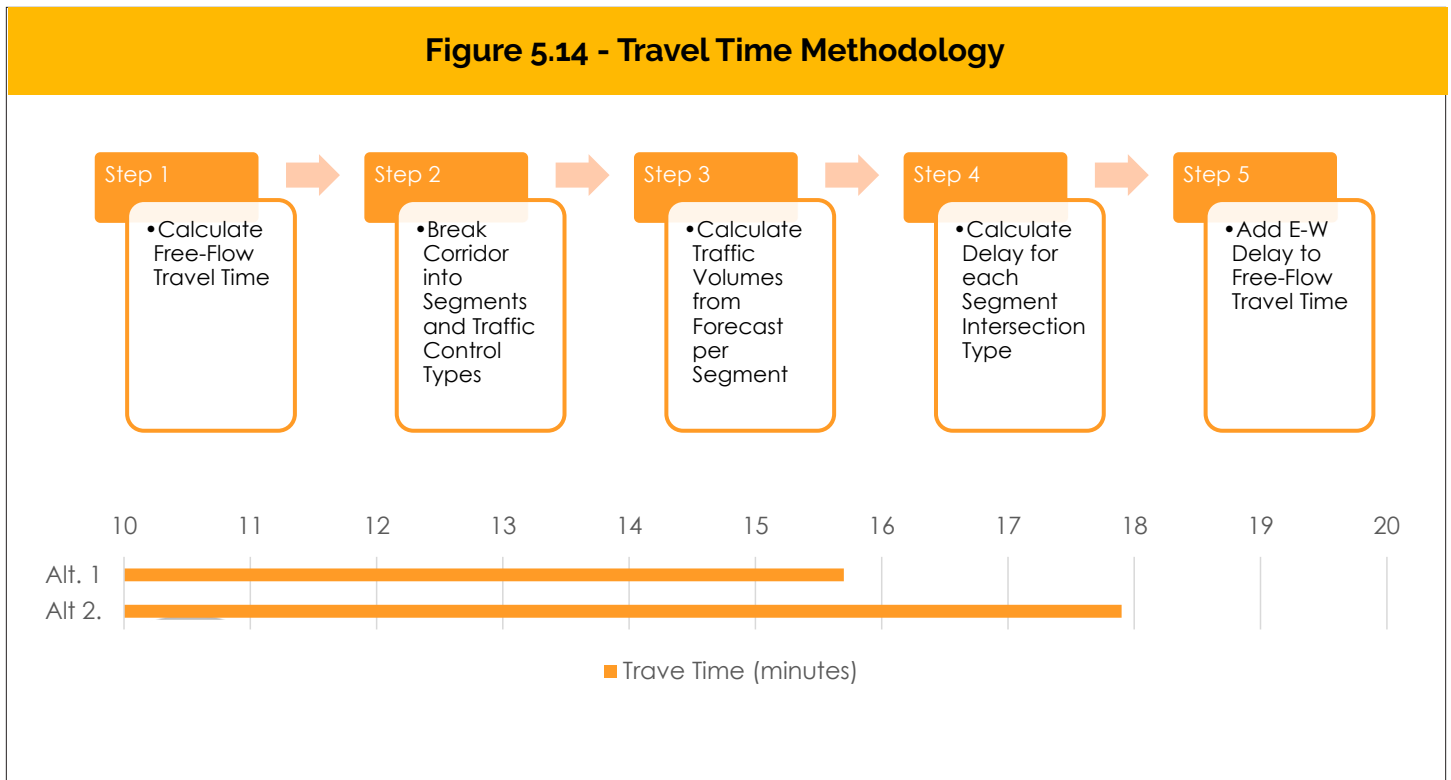 Figure 5.14 - Travel Time Methodology
Step 1
•Calculate
Free-Flow
Travel Time
Step 2
•Break
Corridor
into
Segments
and Traffic
Control
Types
Step 3
•Calculate
Traffic
Volumes
from
Forecast
per
Segment
Step 4
•Calculate
Delay for
each
Segment
Intersection
Type
Step 5
•Add E-W
Delay to
Free-Flow
Travel Time
10 11 12 13 14 15 16 17 18 19 20
Alt. 1
Alt 2.
Trave Time (minutes)